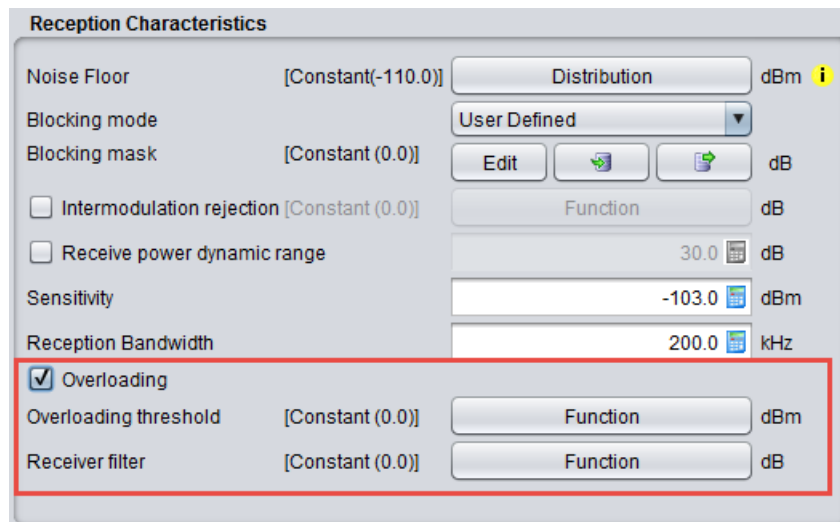 Reception Characteristics
Noise Floor [Constant(-110.0)] Distribution dBm i
Blocking mode User Defined
Blocking mask [Constant (0.0)] Edit dB
Intermodulation rejection [Constant (0.0)] Function dB
Receive power dynamic range 30.0 dB
Sensitivity -103.0 dBm
Reception Bandwidth 200.0 kHz
Overloading
Overloading threshold [Constant (0.0)] Function dBm
Receiver filter [Constant (0.0)] Function dB